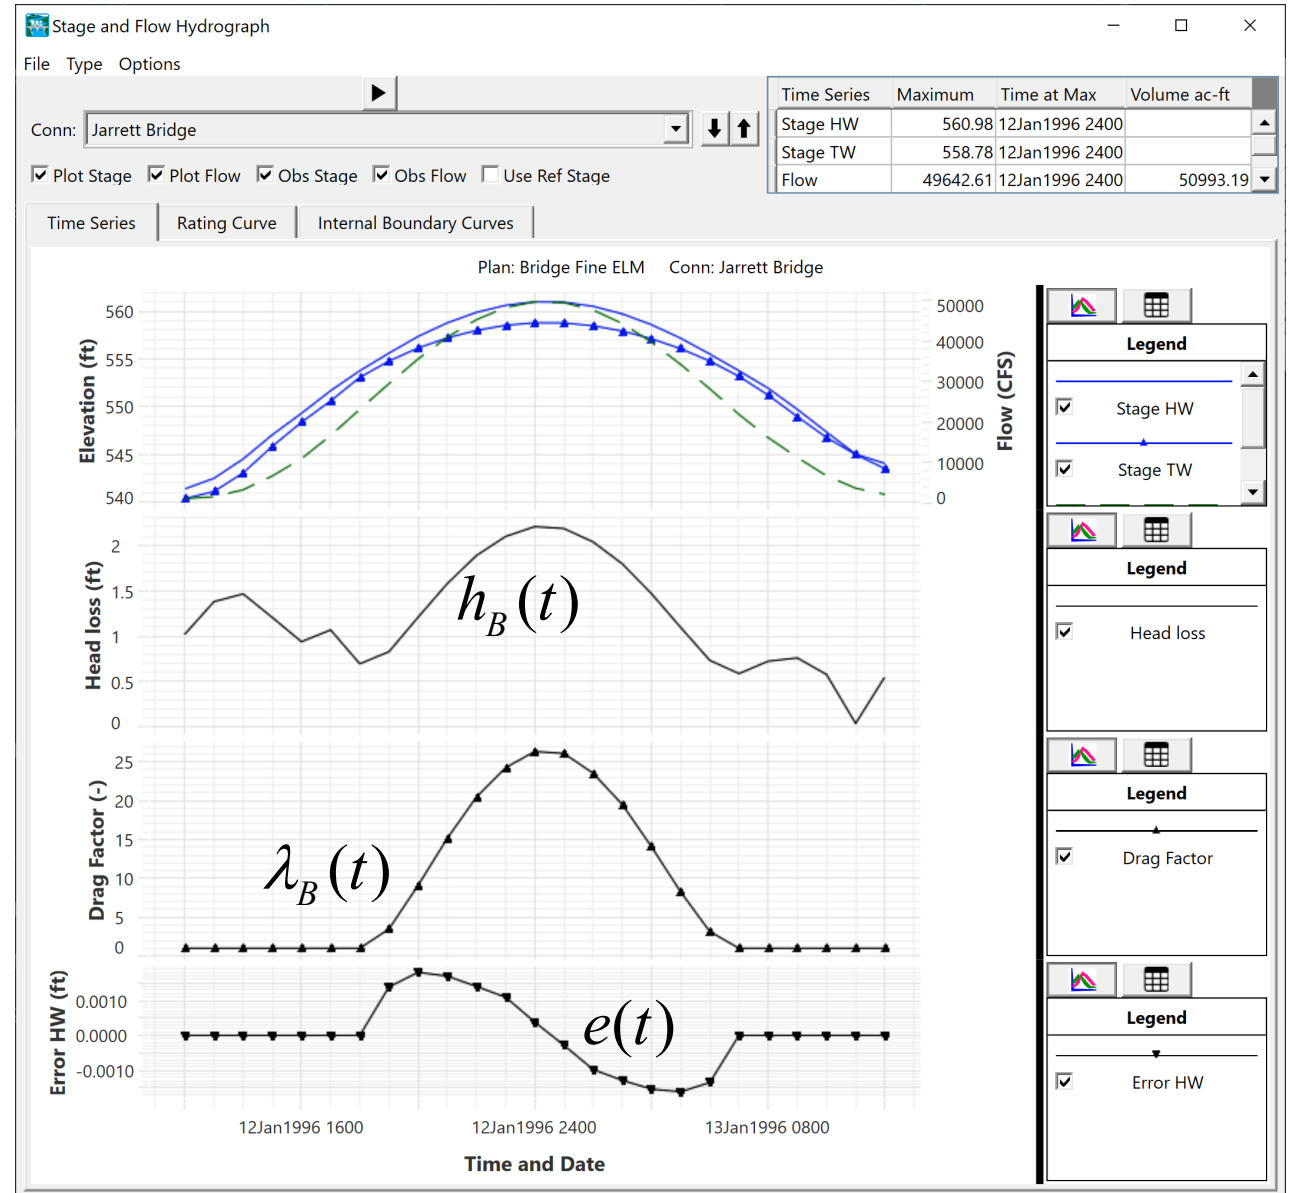 Stage and Flow Hydrograph
File Type Options
Conn: Jarrett Bridge
Plot Stage Plot Flow Obs Stage Obs Flow Use Ref Stage
Time Series Maximum Time at Max Volume ac-ft
Stage HW 560.98 12Jan1996 2400
Stage TW 558.78 12Jan1996 2400
Flow 49642.61 12Jan1996 2400 50993.19
Time Series Rating Curve Internal Boundary Curves
Plan: Bridge Fine ELM Conn: Jarrett Bridge
Elevation (ft)
560
555
550
545
540
50000
40000
30000
20000
10000
0
Flow (CFS)
Legend
Stage HW
Stage TW
Head loss (ft)
2
1.5
1
0.5
0
h_B(t)
Legend
Head loss
Drag Factor (-)
25
20
15
10
5
0
λ_B(t)
Legend
Drag Factor
Error HW (ft)
0.0010
0.0000
-0.0010
e(t)
Legend
Error HW
12Jan1996 1600 12Jan1996 2400 13Jan1996 0800
Time and Date